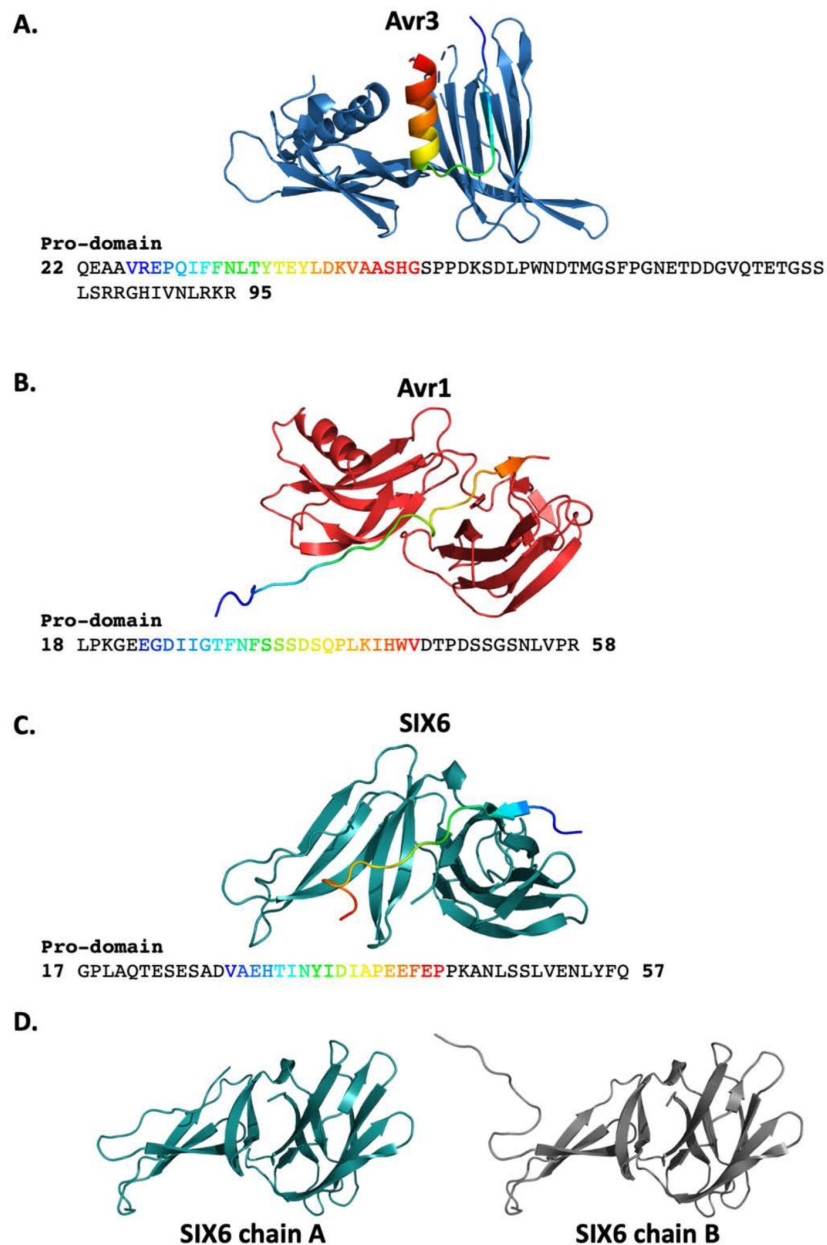 A.
Avr3
Pro-domain
22 QEAAVREPQIFFNLTYTEYLDKVAASHGSPPDKSDLPWNDTMGSFPGNETDDGVQTETGSS
LSRRGHIVNLRKR 95
B.
Avr1
Pro-domain
18 LPKGEEGDIIGTFNFSSSDSQPLKIHWVDTPDSSGSNLVPR 58
C.
SIX6
Pro-domain
17 GPLAQTESESADVAEHTINYIDIAPEEFEPPKANLSSLVENLYFQ 57
D.
SIX6 chain A
SIX6 chain B